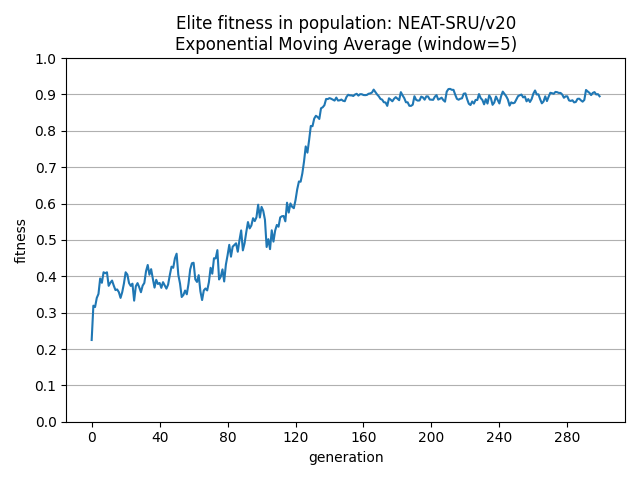 Elite fitness in population: NEAT-SRU/v20
Exponential Moving Average (window=5)
1.0
0.9
0.8
0.7
0.6
0.5
0.4
0.3
0.2
0.1
0.0
fitness
0 40 80 120 160 200 240 280
generation